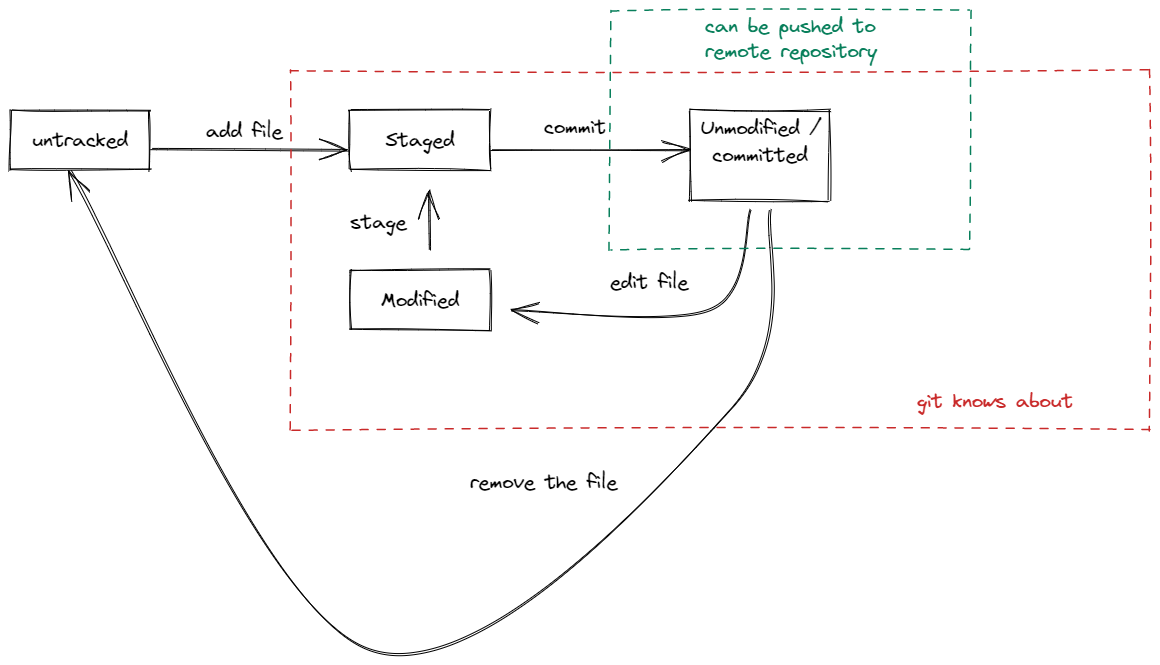 can be pushed to
remote repository
untracked
add file
Staged
commit
Unmodified /
committed
stage
edit file
Modified
git knows about
remove the file